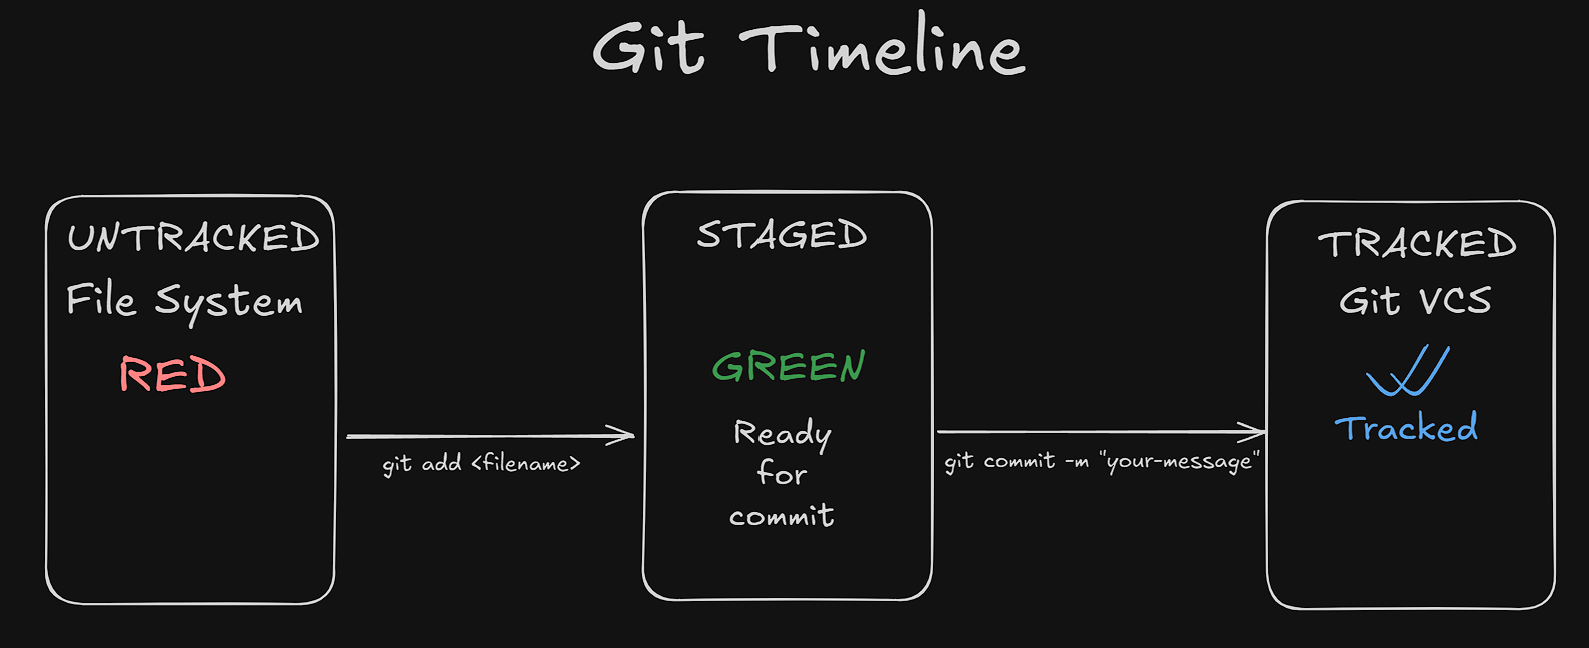 Git Timeline
UNTRACKED
File System
RED
git add <filename>
STAGED
GREEN
Ready
for
commit
git commit -m "your-message"
TRACKED
Git VCS
Tracked